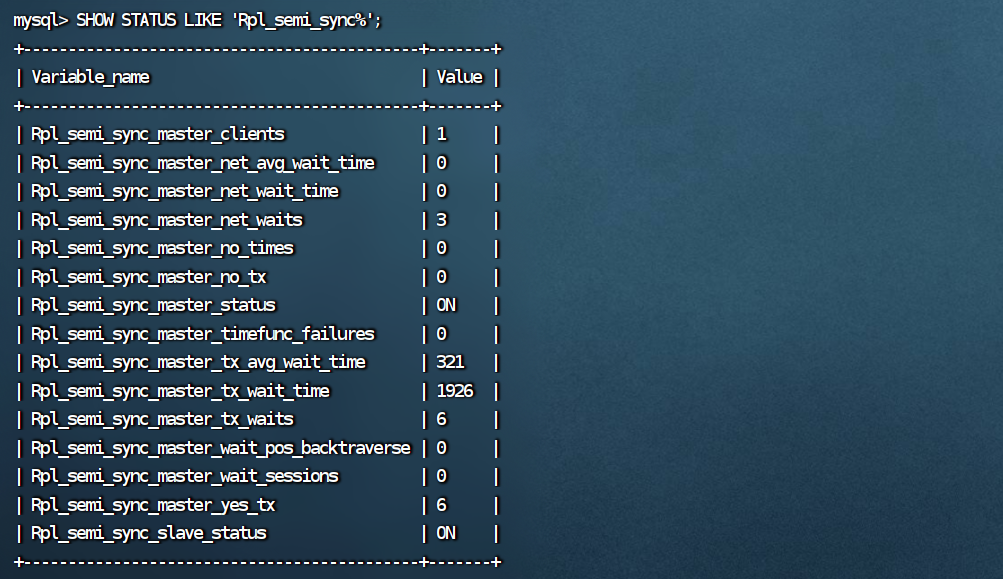 mysql> SHOW STATUS LIKE 'Rpl_semi_sync%';
+--------------------------------------------+-------+
| Variable_name                              | Value |
+--------------------------------------------+-------+
| Rpl_semi_sync_master_clients               | 1     |
| Rpl_semi_sync_master_net_avg_wait_time     | 0     |
| Rpl_semi_sync_master_net_wait_time         | 0     |
| Rpl_semi_sync_master_net_waits             | 3     |
| Rpl_semi_sync_master_no_times              | 0     |
| Rpl_semi_sync_master_no_tx                 | 0     |
| Rpl_semi_sync_master_status                | ON    |
| Rpl_semi_sync_master_timefunc_failures     | 0     |
| Rpl_semi_sync_master_tx_avg_wait_time      | 321   |
| Rpl_semi_sync_master_tx_wait_time          | 1926  |
| Rpl_semi_sync_master_tx_waits              | 6     |
| Rpl_semi_sync_master_wait_pos_backtraverse | 0     |
| Rpl_semi_sync_master_wait_sessions         | 0     |
| Rpl_semi_sync_master_yes_tx                | 6     |
| Rpl_semi_sync_slave_status                 | ON    |
+--------------------------------------------+-------+